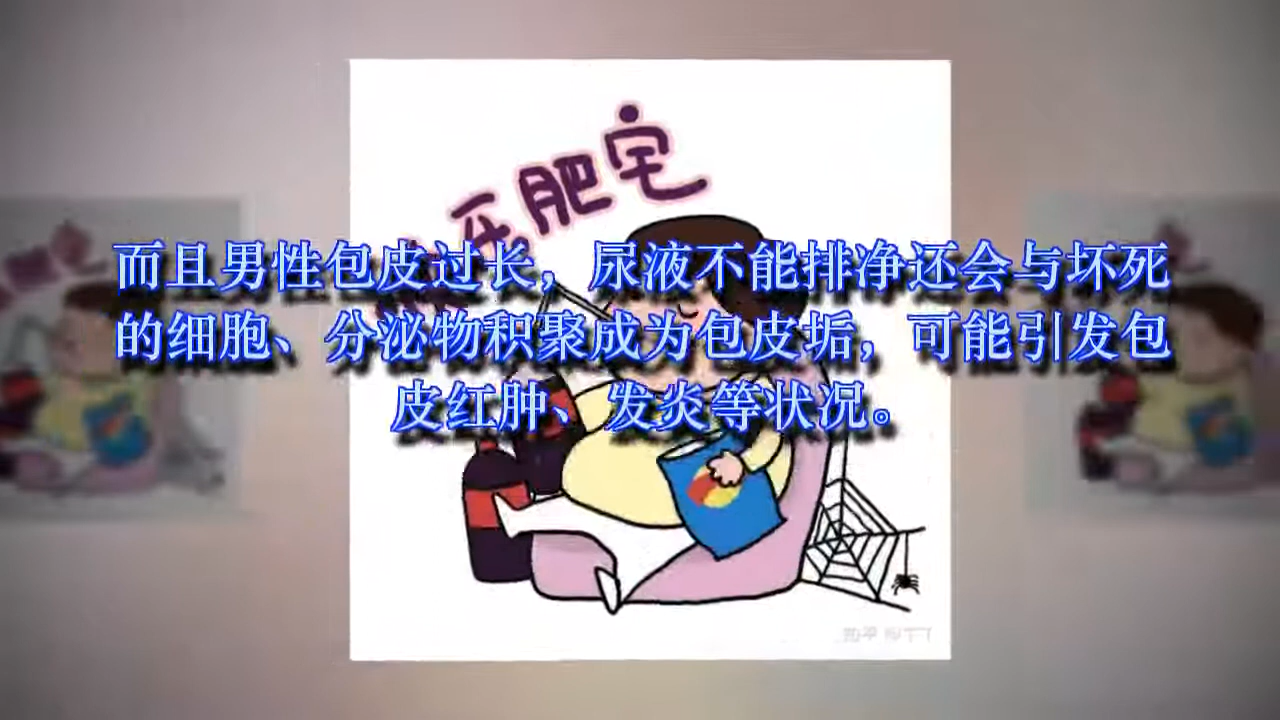 乐肥宅
而且男性包皮过长，尿液不能排净还会与坏死
的细胞、分泌物积聚成为包皮垢，可能引发包
皮红肿、发炎等状况。